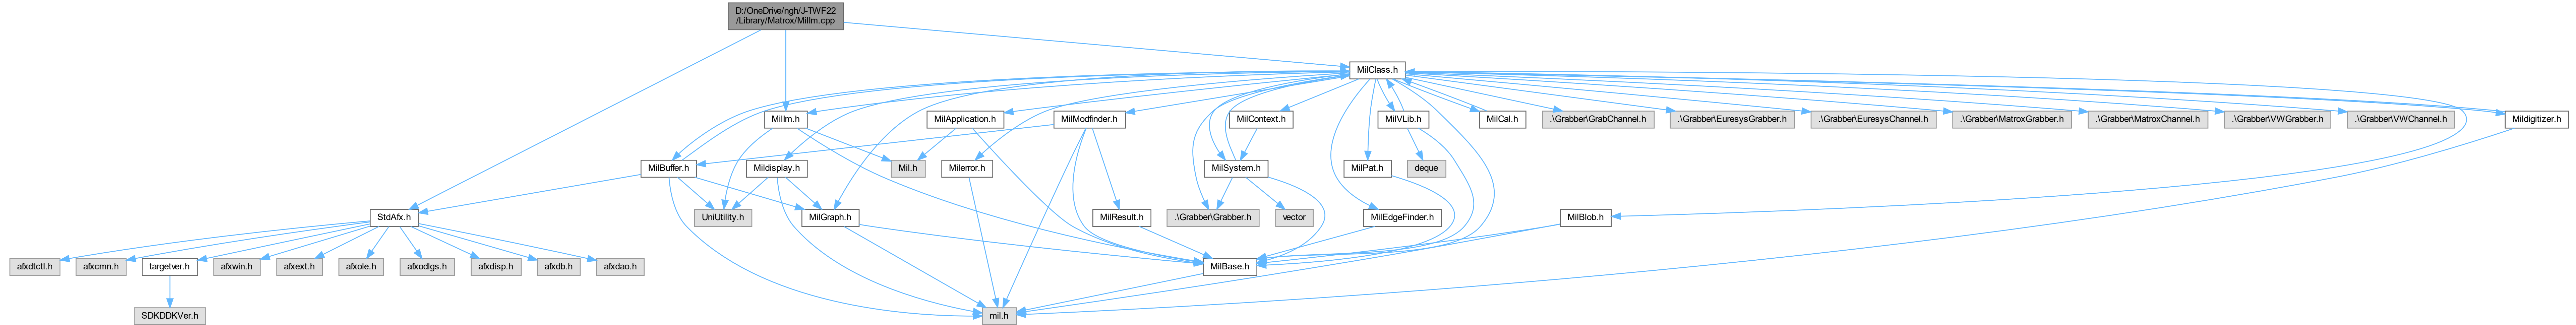 D:/OneDrive/ngh/J-TWF22
/Library/Matrox/MilIm.cpp
MilClass.h
MilIm.h
MilApplication.h
MilModfinder.h
MilContext.h
MilVLib.h
MilCal.h
.\Grabber\GrabChannel.h
.\Grabber\EuresysGrabber.h
.\Grabber\EuresysChannel.h
.\Grabber\MatroxGrabber.h
.\Grabber\MatroxChannel.h
.\Grabber\VWGrabber.h
.\Grabber\VWChannel.h
Mildigitizer.h
MilBuffer.h
Mildisplay.h
Mil.h
Milerror.h
MilSystem.h
MilPat.h
deque
StdAfx.h
UniUtility.h
MilGraph.h
MilResult.h
.\Grabber\Grabber.h
vector
MilEdgeFinder.h
MilBlob.h
afxdtctl.h
afxcmn.h
targetver.h
afxwin.h
afxext.h
afxole.h
afxodlgs.h
afxdisp.h
afxdb.h
afxdao.h
MilBase.h
SDKDDKVer.h
mil.h